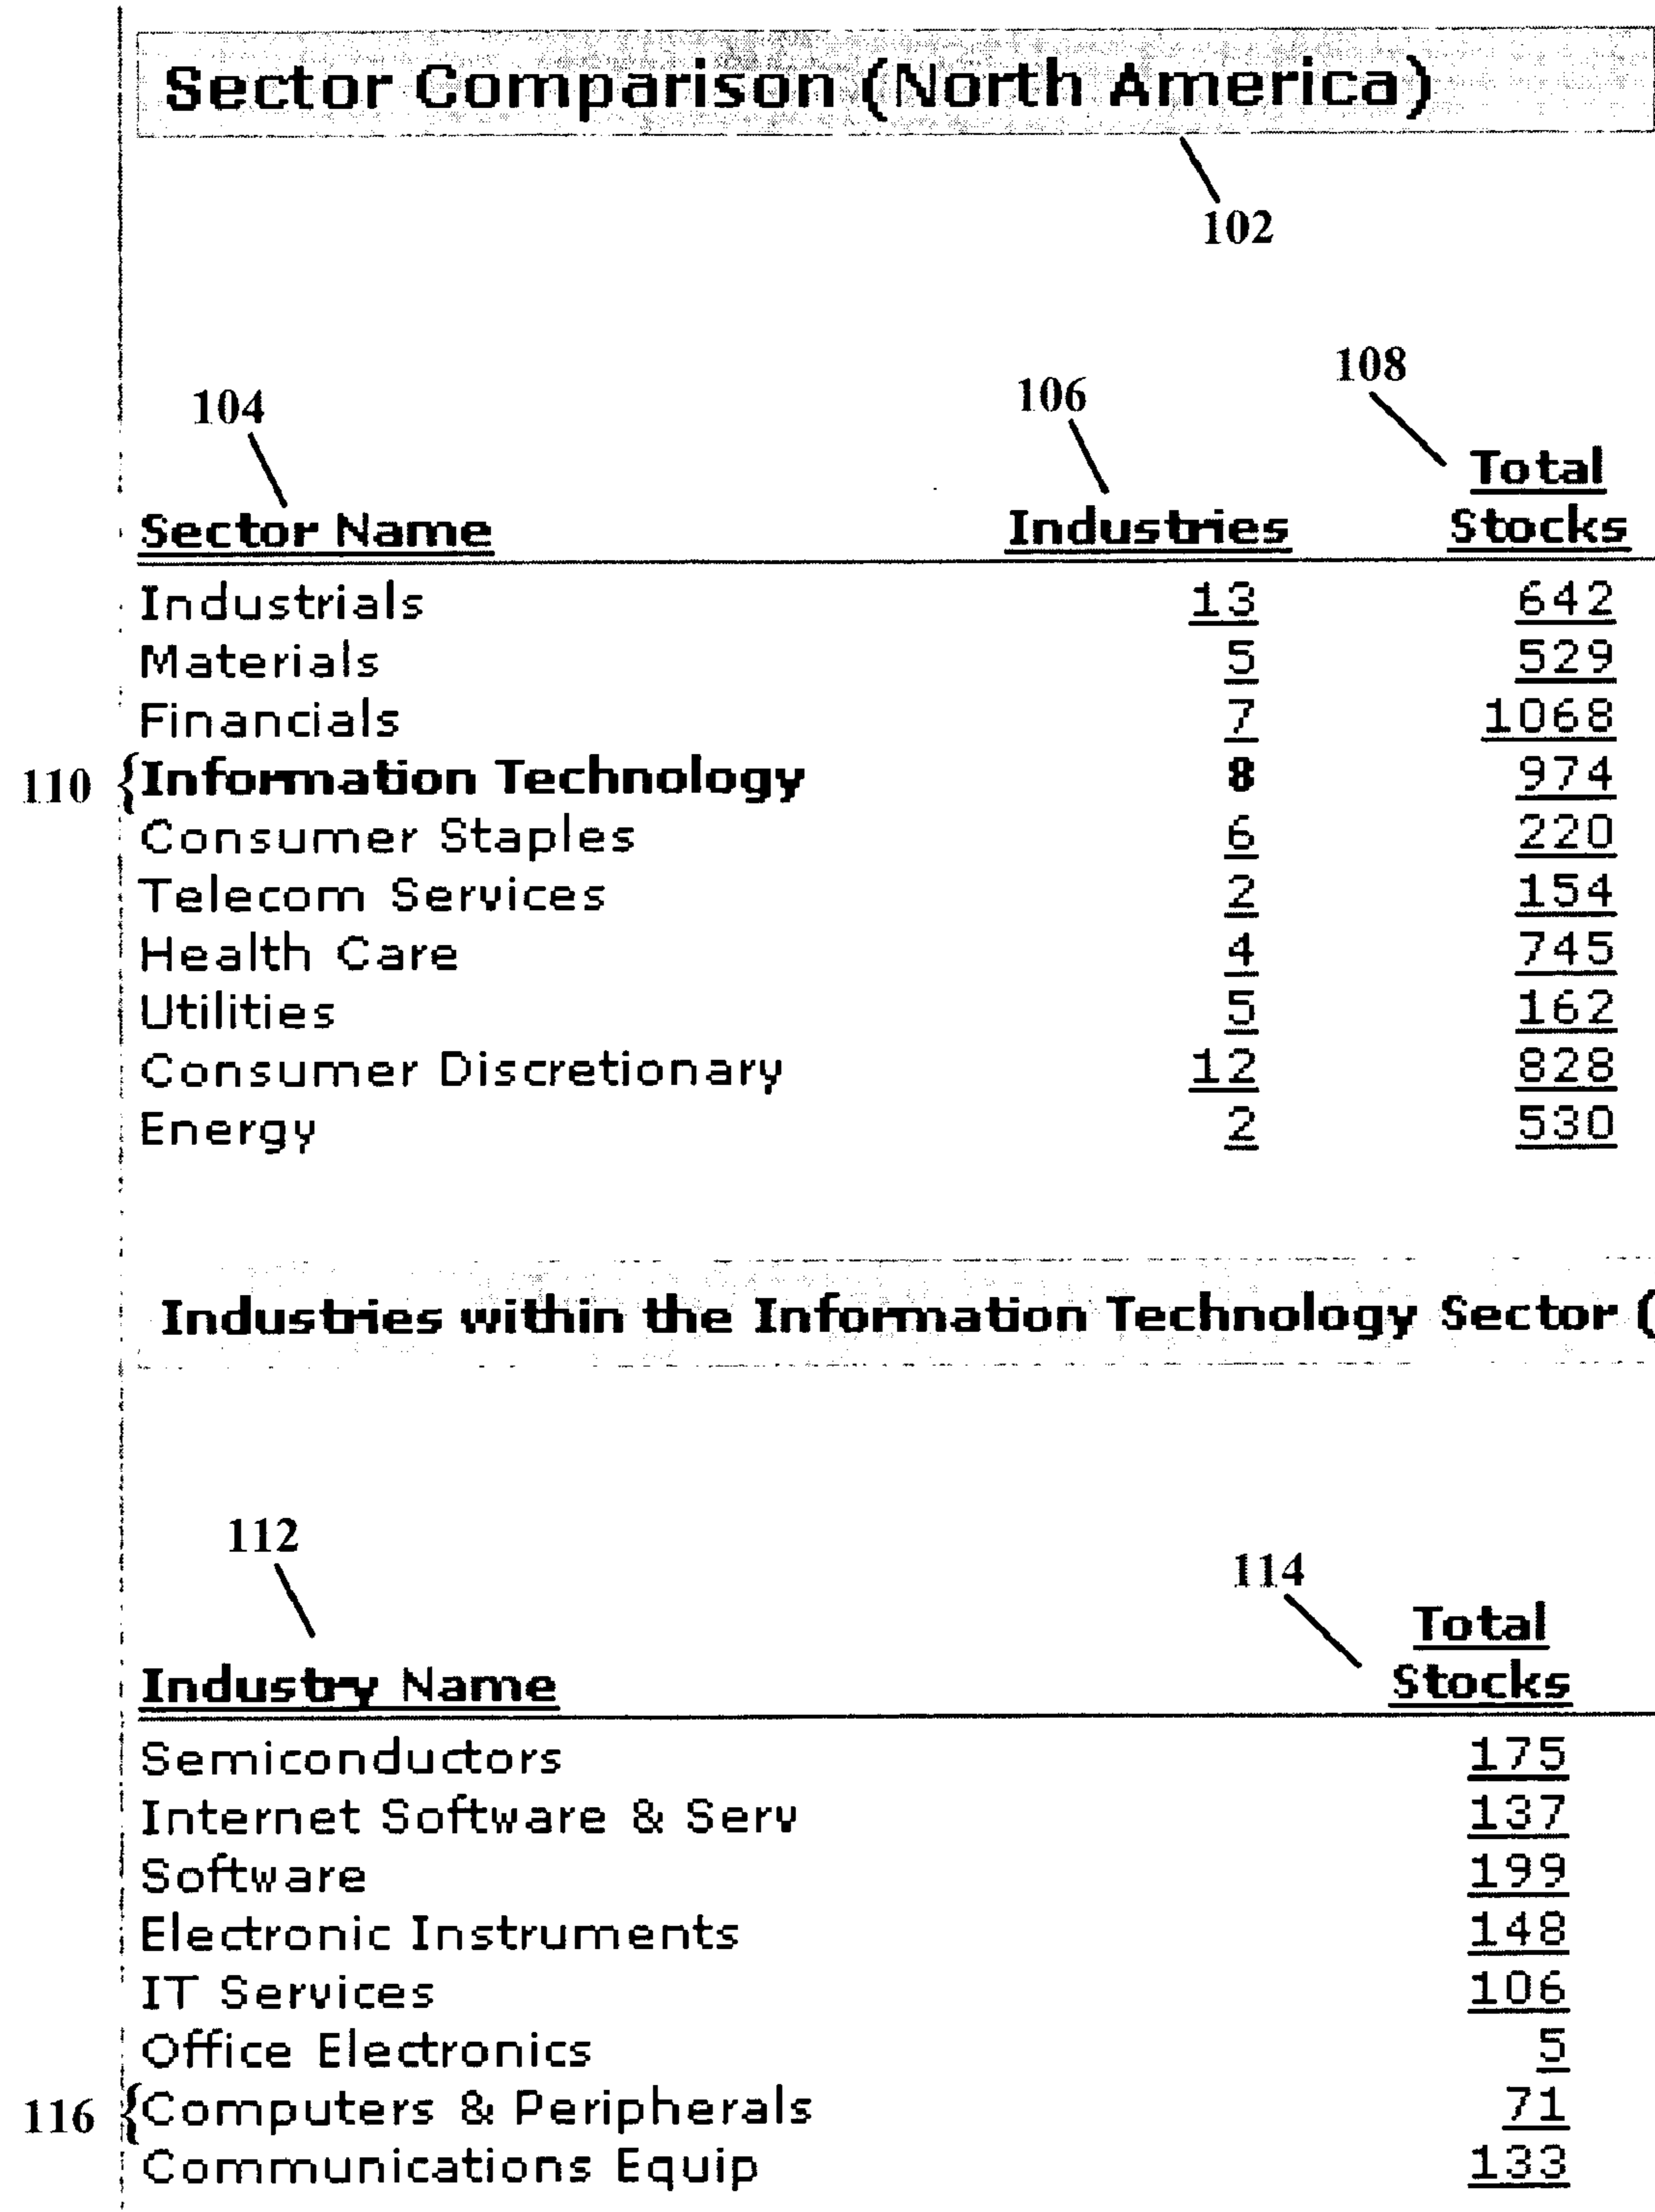 Sector Comparison (North America)
102
104
106
108
Total
Sector Name Industries Stocks
Industrials 13 642
Materials 5 529
Financials 7 1068
110 {Information Technology 8 974
Consumer Staples 6 220
Telecom Services 2 154
Health Care 4 745
Utilities 5 162
Consumer Discretionary 12 828
Energy 2 530
Industries within the Information Technology Sector (
112
114
Total
Industry Name Stocks
Semiconductors 175
Internet Software & Serv 137
Software 199
Electronic Instruments 148
IT Services 106
Office Electronics 5
116 {Computers & Peripherals 71
Communications Equip 133